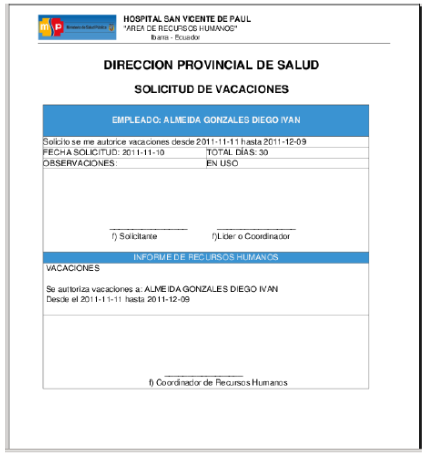 HOSPITAL SAN VICENTE DE PAUL
"AREA DE RECURSOS HUMANOS"
Ibarra - Ecuador
DIRECCION PROVINCIAL DE SALUD
SOLICITUD DE VACACIONES
EMPLEADO: ALMEIDA GONZALES DIEGO IVAN
Solicito se me autorice vacaciones desde 2011-11-11 hasta 2011-12-09
FECHA SOLICITUD: 2011-11-10 TOTAL DÍAS: 30
OBSERVACIONES: EN USO
f) Solicitante f)Lider o Coordinador
INFORME DE RECURSOS HUMANOS
VACACIONES
Se autoriza vacaciones a: ALMEIDA GONZALES DIEGO IVAN
Desde el 2011-11-11 hasta 2011-12-09
f) Coordinador de Recursos Humanos